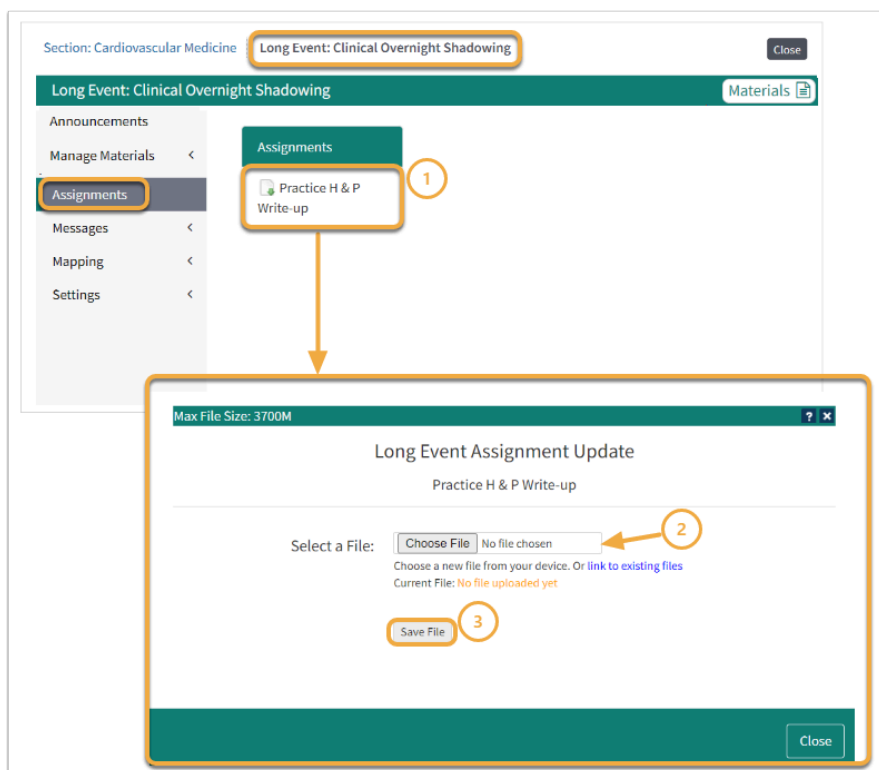 Section: Cardiovascular Medicine
Long Event: Clinical Overnight Shadowing
Close
Long Event: Clinical Overnight Shadowing
Materials
Announcements
Manage Materials <
Assignments
Messages <
Mapping <
Settings <
Assignments
Practice H & P
Write-up
1
Max File Size: 3700M
? x
Long Event Assignment Update
Practice H & P Write-up
Select a File:
Choose File No file chosen
2
Choose a new file from your device. Or link to existing files
Current File: No file uploaded yet
Save File
3
Close